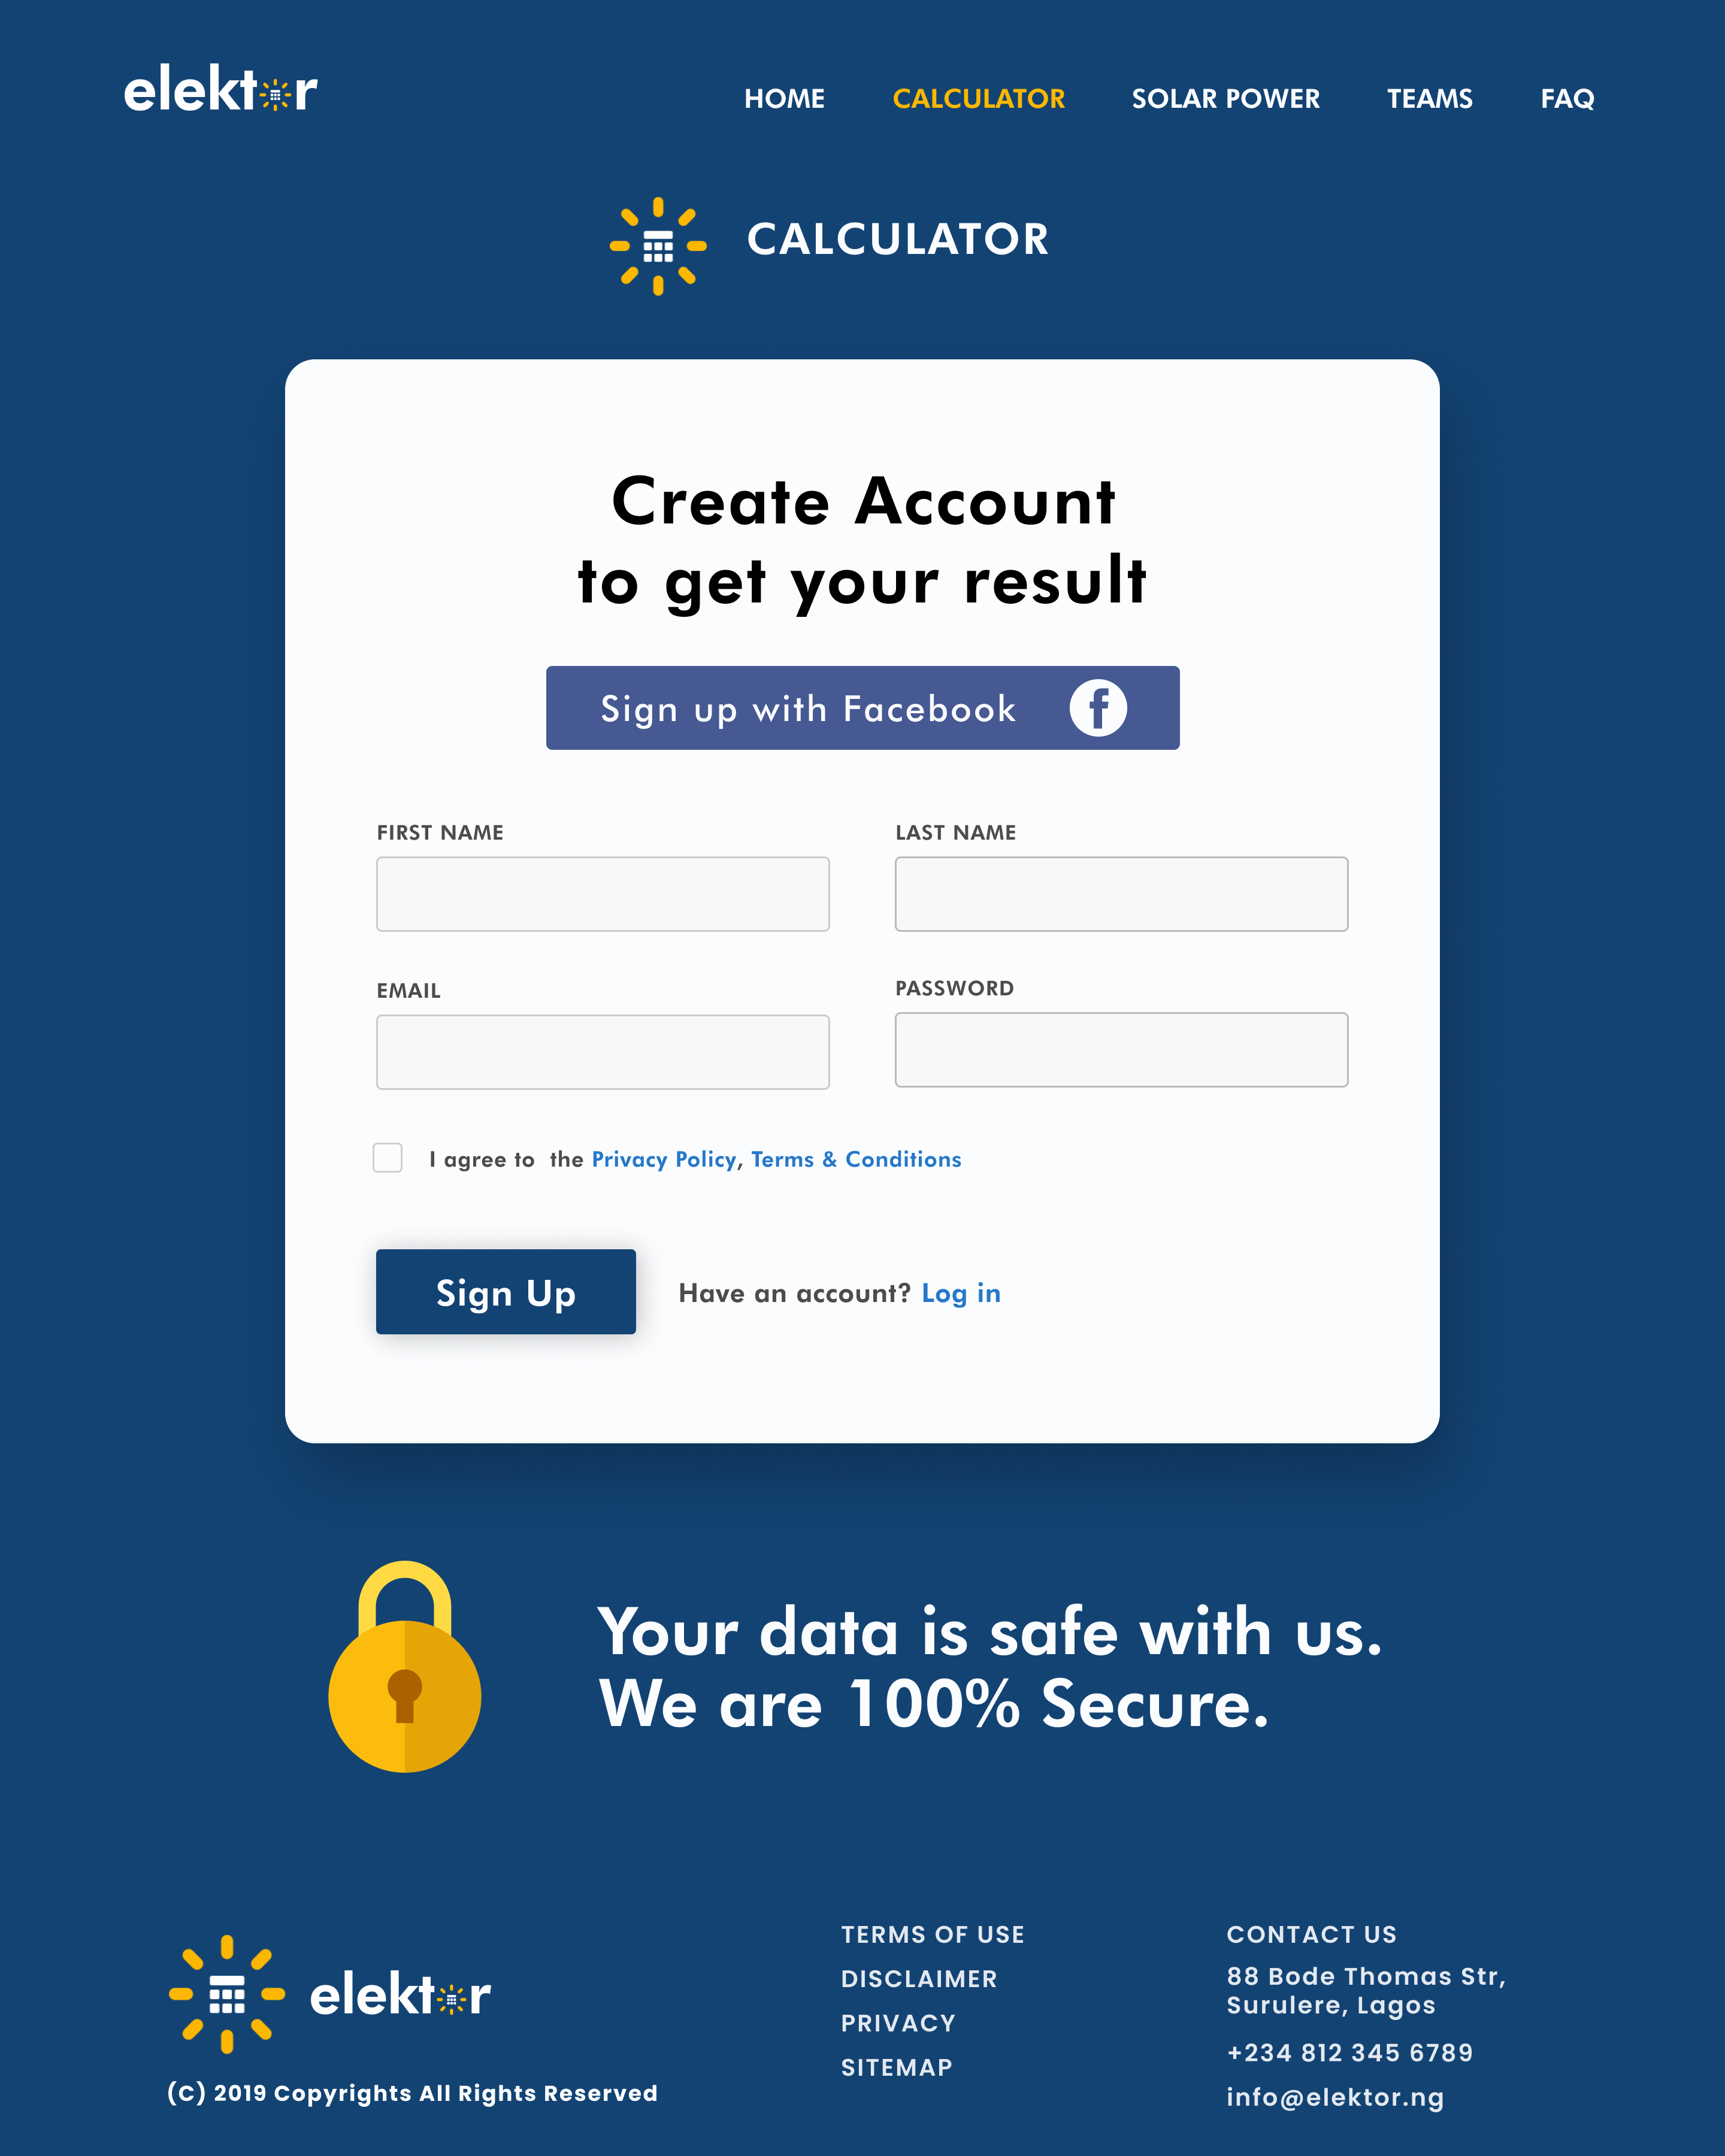 elektor
HOME
CALCULATOR
SOLAR POWER
TEAMS
FAQ
CALCULATOR
Create Account
to get your result
Sign up with Facebook
FIRST NAME
LAST NAME
EMAIL
PASSWORD
I agree to the Privacy Policy, Terms & Conditions
Sign Up
Have an account? Log in
Your data is safe with us.
We are 100% Secure.
elektor
(C) 2019 Copyrights All Rights Reserved
TERMS OF USE
DISCLAIMER
PRIVACY
SITEMAP
CONTACT US
88 Bode Thomas Str,
Surulere, Lagos
+234 812 345 6789
info@elektor.ng